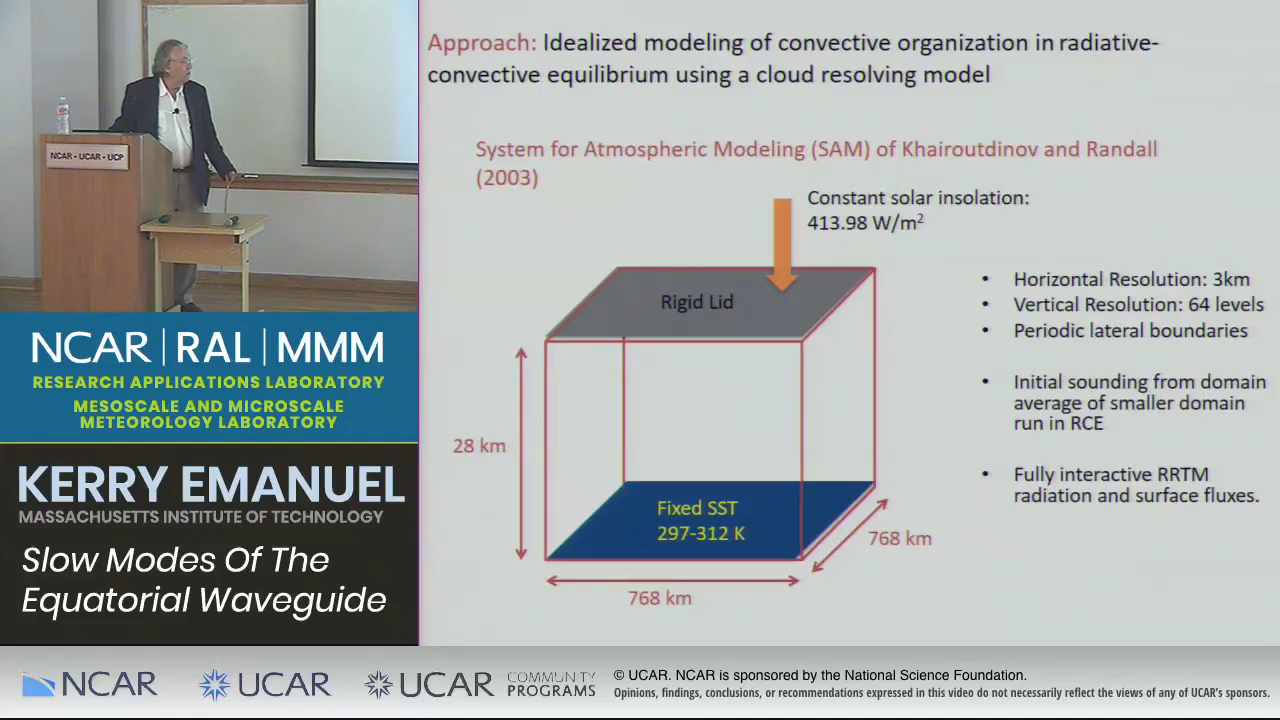 Approach: Idealized modeling of convective organization in radiative-
convective equilibrium using a cloud resolving model
System for Atmospheric Modeling (SAM) of Khairoutdinov and Randall
(2003)
Constant solar insolation:
413.98 W/m²
Rigid Lid
28 km
Fixed SST
297-312 K
768 km
768 km
• Horizontal Resolution: 3km
• Vertical Resolution: 64 levels
• Periodic lateral boundaries
• Initial sounding from domain
average of smaller domain
run in RCE
• Fully interactive RRTM
radiation and surface fluxes.
NCAR • UCAR • UCP
NCAR | RAL | MMM
RESEARCH APPLICATIONS LABORATORY
MESOSCALE AND MICROSCALE
METEOROLOGY LABORATORY
KERRY EMANUEL
MASSACHUSETTS INSTITUTE OF TECHNOLOGY
Slow Modes Of The
Equatorial Waveguide
NCAR
UCAR
UCAR
COMMUNITY
PROGRAMS
© UCAR. NCAR is sponsored by the National Science Foundation.
Opinions, findings, conclusions, or recommendations expressed in this video do not necessarily reflect the views of any of UCAR's sponsors.